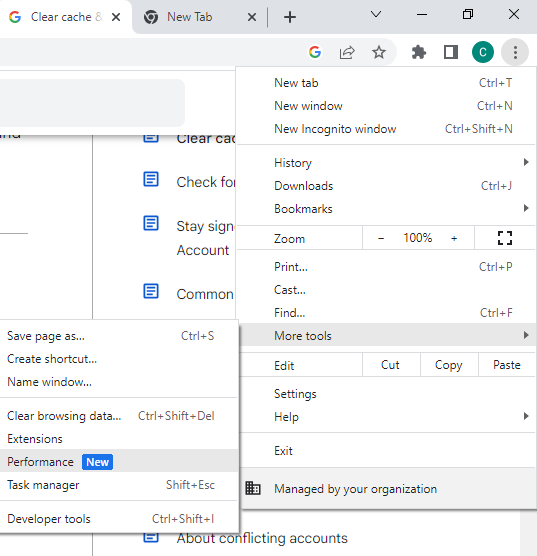 Clear cache &
New Tab
C
New tab Ctrl+T
New window Ctrl+N
New Incognito window Ctrl+Shift+N
History
Downloads Ctrl+J
Bookmarks
Zoom − 100% +
Print... Ctrl+P
Cast...
Find... Ctrl+F
More tools
Edit Cut Copy Paste
Settings
Help
Exit
Managed by your organization
Save page as... Ctrl+S
Create shortcut...
Name window...
Clear browsing data... Ctrl+Shift+Del
Extensions
Performance New
Task manager Shift+Esc
Developer tools Ctrl+Shift+I
Clear
Check for
Stay
Account
Common
About conflicting accounts